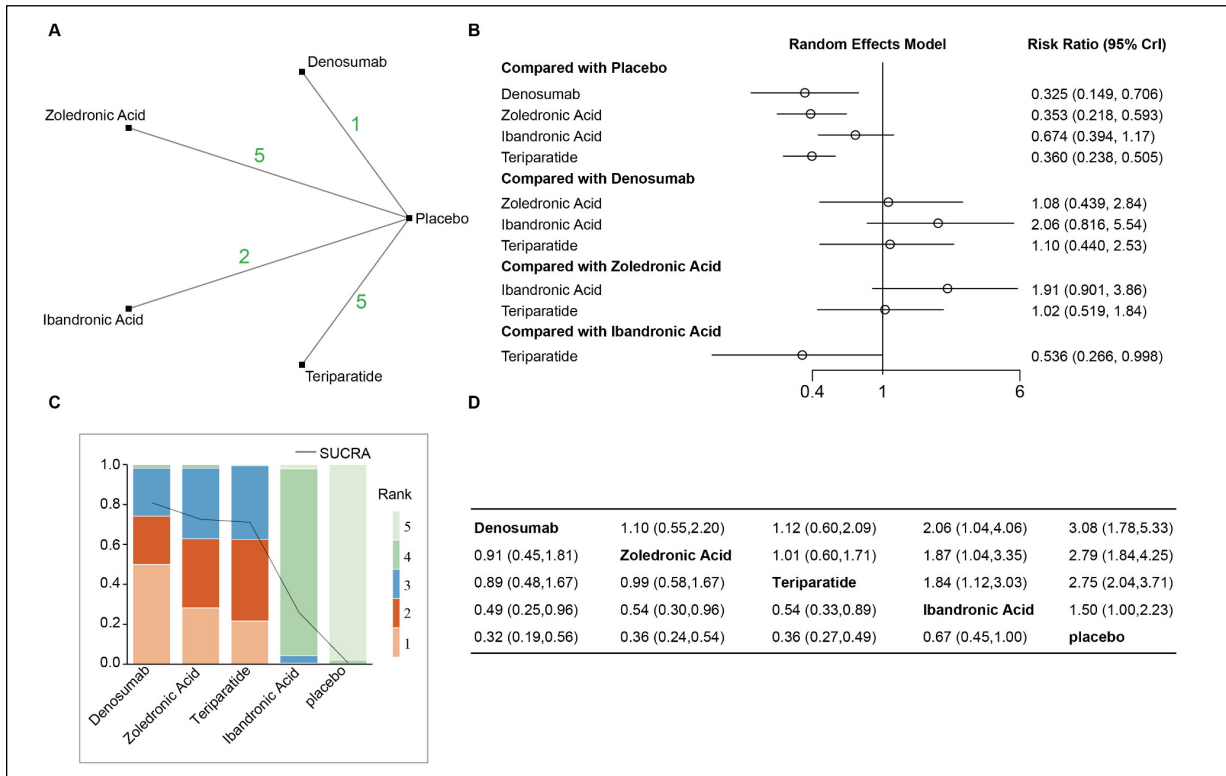 A
Denosumab
Zoledronic Acid
1
5
Placebo
2
5
Ibandronic Acid
Teriparatide
B
Random Effects Model Risk Ratio (95% CrI)
Compared with Placebo
Denosumab 0.325 (0.149, 0.706)
Zoledronic Acid 0.353 (0.218, 0.593)
Ibandronic Acid 0.674 (0.394, 1.17)
Teriparatide 0.360 (0.238, 0.505)
Compared with Denosumab
Zoledronic Acid 1.08 (0.439, 2.84)
Ibandronic Acid 2.06 (0.816, 5.54)
Teriparatide 1.10 (0.440, 2.53)
Compared with Zoledronic Acid
Ibandronic Acid 1.91 (0.901, 3.86)
Teriparatide 1.02 (0.519, 1.84)
Compared with Ibandronic Acid
Teriparatide 0.536 (0.266, 0.998)
0.4 1 6
C
SUCRA
1.0
0.8
0.6
0.4
0.2
0.0
Rank
5
4
3
2
1
Denosumab
Zoledronic Acid
Teriparatide
Ibandronic Acid
placebo
D
Denosumab 1.10 (0.55,2.20) 1.12 (0.60,2.09) 2.06 (1.04,4.06) 3.08 (1.78,5.33)
0.91 (0.45,1.81) Zoledronic Acid 1.01 (0.60,1.71) 1.87 (1.04,3.35) 2.79 (1.84,4.25)
0.89 (0.48,1.67) 0.99 (0.58,1.67) Teriparatide 1.84 (1.12,3.03) 2.75 (2.04,3.71)
0.49 (0.25,0.96) 0.54 (0.30,0.96) 0.54 (0.33,0.89) Ibandronic Acid 1.50 (1.00,2.23)
0.32 (0.19,0.56) 0.36 (0.24,0.54) 0.36 (0.27,0.49) 0.67 (0.45,1.00) placebo